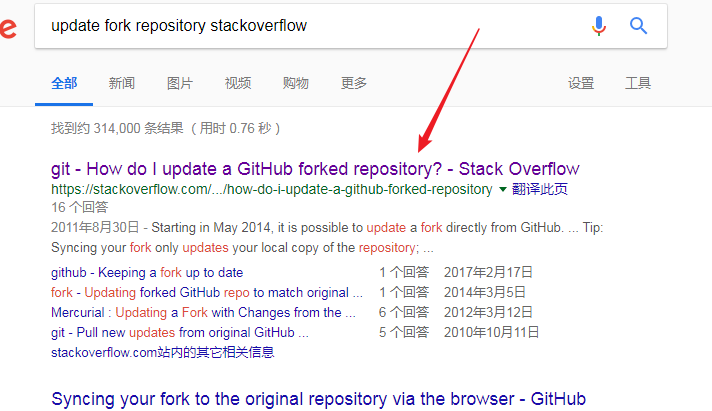 e
update fork repository stackoverflow
全部 新闻 图片 视频 购物 更多 设置 工具
找到约 314,000 条结果 （用时 0.76 秒）
git - How do I update a GitHub forked repository? - Stack Overflow
https://stackoverflow.com/.../how-do-i-update-a-github-forked-repository 翻译此页
16 个回答
2011年8月30日 - Starting in May 2014, it is possible to update a fork directly from GitHub. ... Tip:
Syncing your fork only updates your local copy of the repository; ...
github - Keeping a fork up to date 1 个回答 2017年2月17日
fork - Updating forked GitHub repo to match original ... 1 个回答 2014年3月5日
Mercurial : Updating a Fork with Changes from the ... 6 个回答 2012年3月12日
git - Pull new updates from original GitHub ... 5 个回答 2010年10月11日
stackoverflow.com站内的其它相关信息
Syncing your fork to the original repository via the browser - GitHub